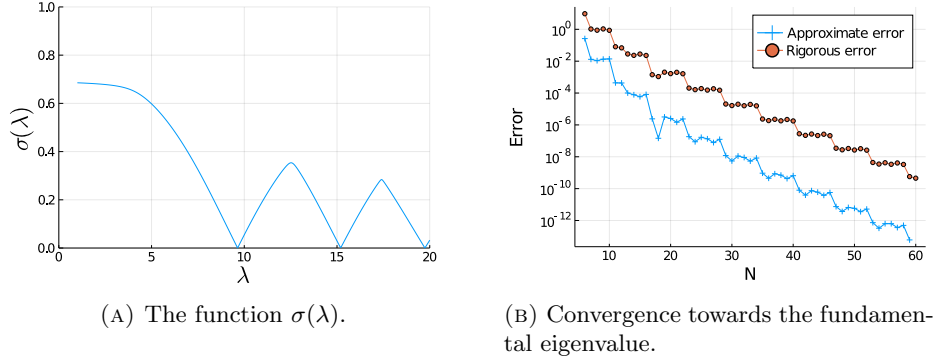 1.0
0.8
0.6
0.4
0.2
0.0
σ(λ)
0 5 10 15 20
λ
(A) The function σ(λ).
10⁰
10⁻²
10⁻⁴
10⁻⁶
10⁻⁸
10⁻¹⁰
10⁻¹²
Error
Approximate error
Rigorous error
10 20 30 40 50 60
N
(B) Convergence towards the fundamen-
tal eigenvalue.